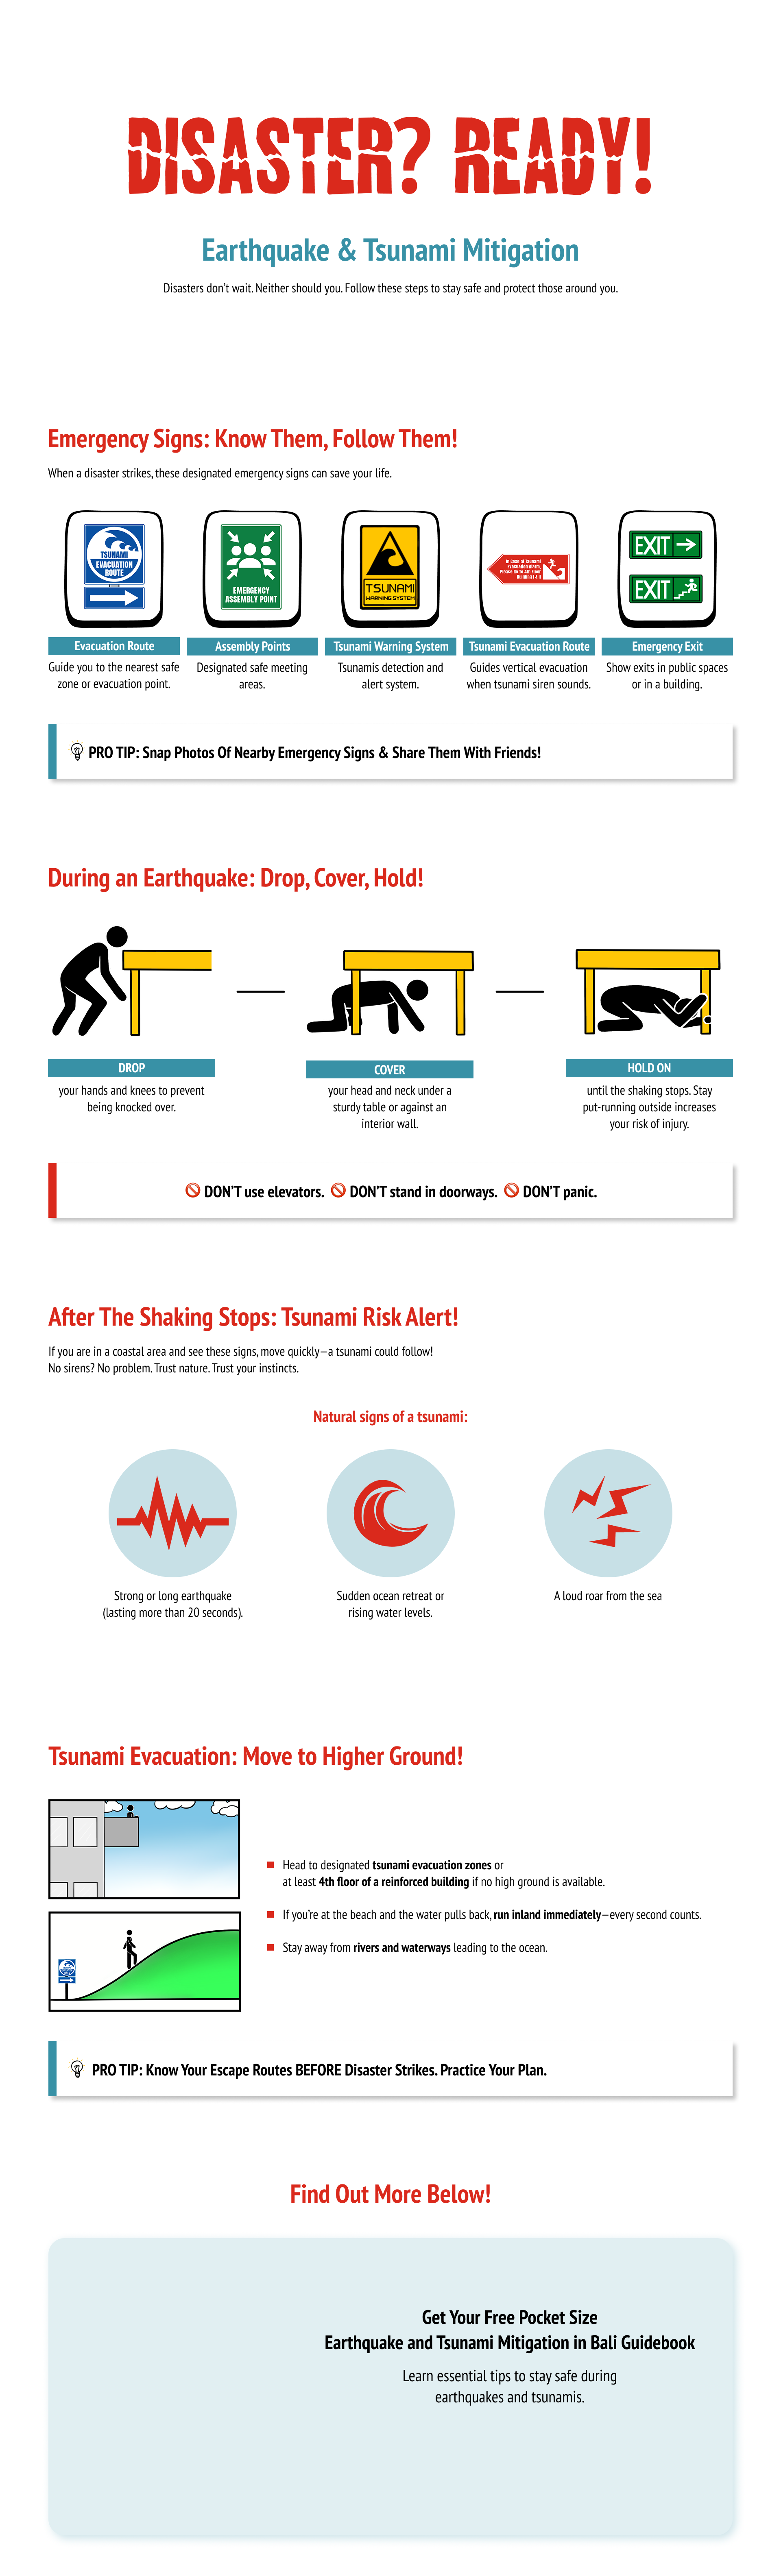 DISASTER? READY!
Earthquake & Tsunami Mitigation
Disasters don't wait. Neither should you. Follow these steps to stay safe and protect those around you.
Emergency Signs: Know Them, Follow Them!
When a disaster strikes, these designated emergency signs can save your life.
TSUNAMI
EVACUATION
ROUTE
Evacuation Route
Guide you to the nearest safe
zone or evacuation point.
EMERGENCY
ASSEMBLY POINT
Assembly Points
Designated safe meeting
areas.
TSUNAMI
WARNING SYSTEM
Tsunami Warning System
Tsunamis detection and
alert system.
In Case of Tsunami
Evacuation Alarm,
Please Go To 4th Floor
Building I & II
Tsunami Evacuation Route
Guides vertical evacuation
when tsunami siren sounds.
EXIT
EXIT
Emergency Exit
Show exits in public spaces
or in a building.
PRO TIP: Snap Photos Of Nearby Emergency Signs & Share Them With Friends!
During an Earthquake: Drop, Cover, Hold!
DROP
your hands and knees to prevent
being knocked over.
COVER
your head and neck under a
sturdy table or against an
interior wall.
HOLD ON
until the shaking stops. Stay
put-running outside increases
your risk of injury.
DON'T use elevators. DON'T stand in doorways. DON'T panic.
After The Shaking Stops: Tsunami Risk Alert!
If you are in a coastal area and see these signs, move quickly—a tsunami could follow!
No sirens? No problem. Trust nature. Trust your instincts.
Natural signs of a tsunami:
Strong or long earthquake
(lasting more than 20 seconds).
Sudden ocean retreat or
rising water levels.
A loud roar from the sea
Tsunami Evacuation: Move to Higher Ground!
Head to designated tsunami evacuation zones or
at least 4th floor of a reinforced building if no high ground is available.
If you're at the beach and the water pulls back, run inland immediately—every second counts.
Stay away from rivers and waterways leading to the ocean.
PRO TIP: Know Your Escape Routes BEFORE Disaster Strikes. Practice Your Plan.
Find Out More Below!
Get Your Free Pocket Size
Earthquake and Tsunami Mitigation in Bali Guidebook
Learn essential tips to stay safe during
earthquakes and tsunamis.